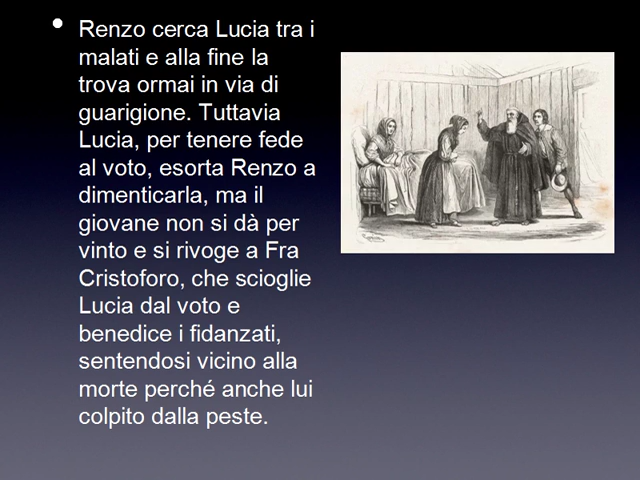 • Renzo cerca Lucia tra i
malati e alla fine la
trova ormai in via di
guarigione. Tuttavia
Lucia, per tenere fede
al voto, esorta Renzo a
dimenticarla, ma il
giovane non si dà per
vinto e si rivoge a Fra
Cristoforo, che scioglie
Lucia dal voto e
benedice i fidanzati,
sentendosi vicino alla
morte perché anche lui
colpito dalla peste.